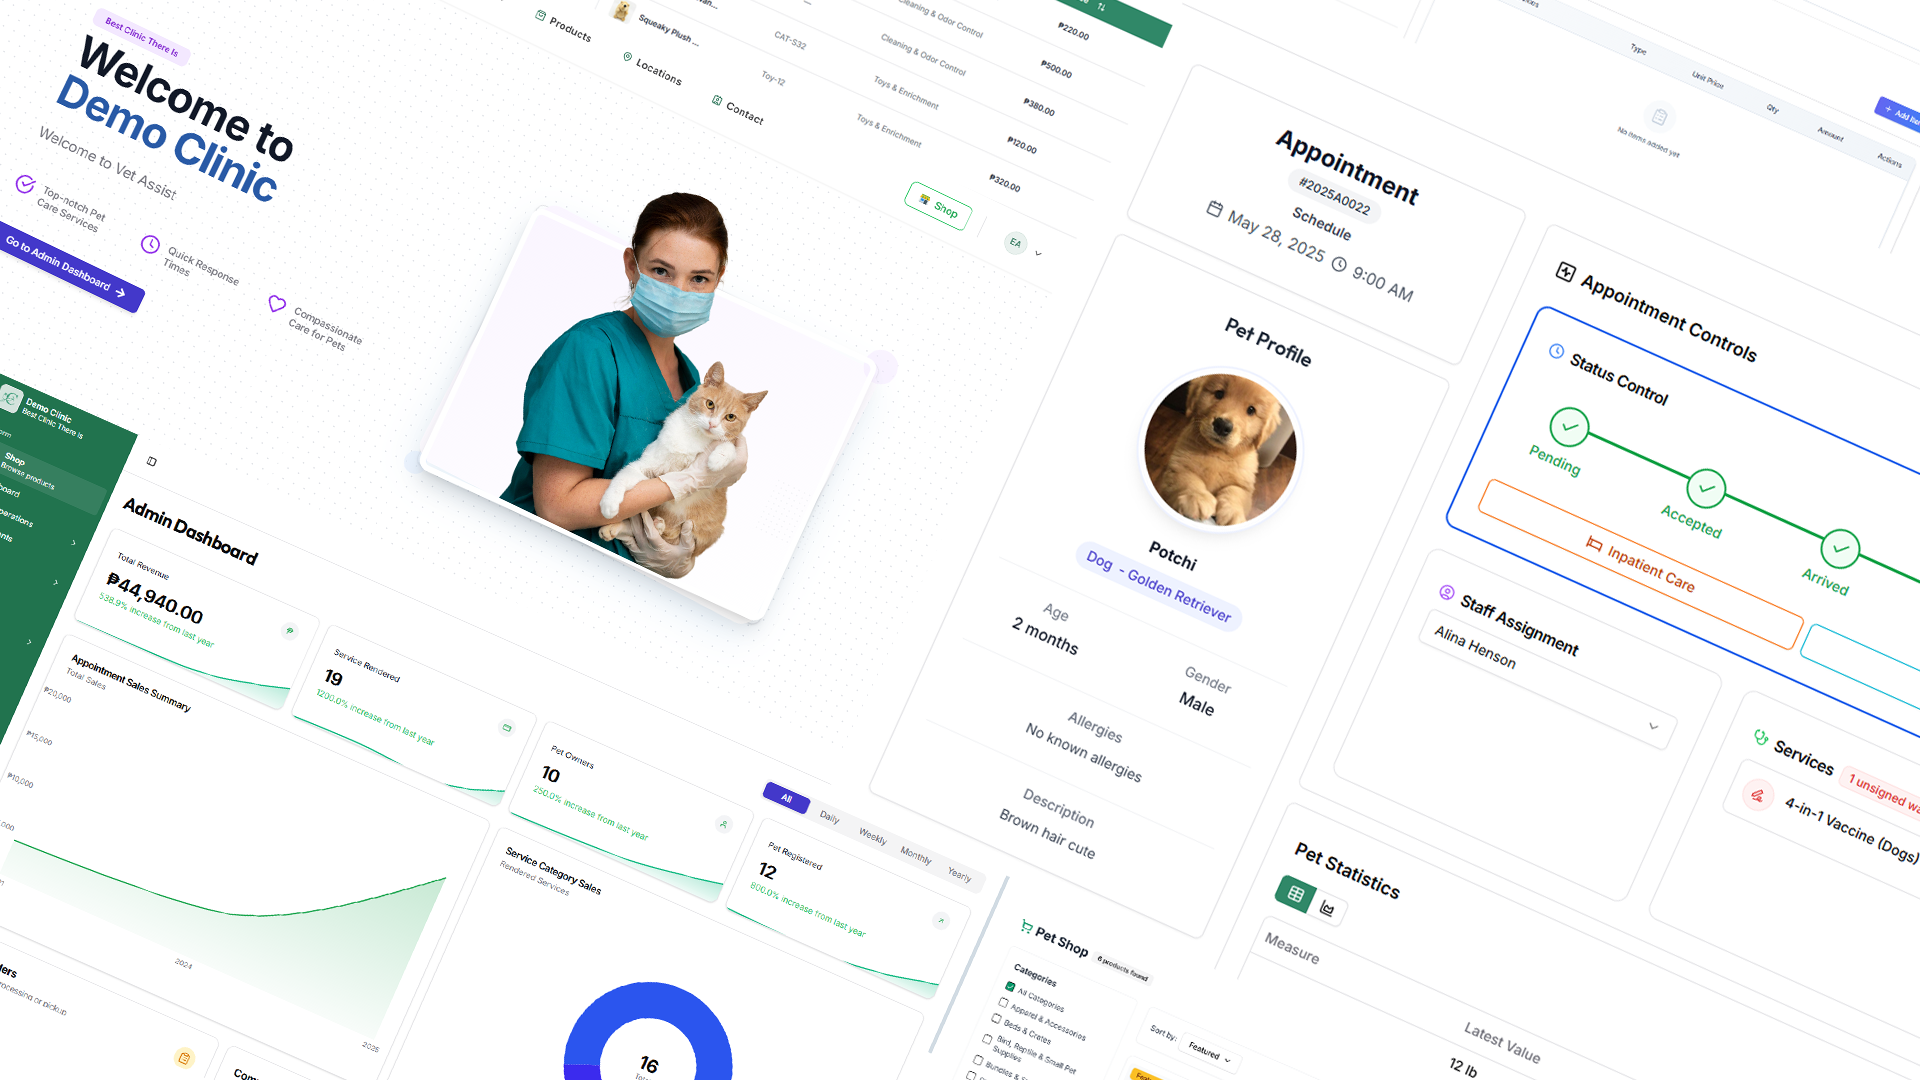 Best Clinic There Is
Welcome to
Demo Clinic
Welcome to Vet Assist
Top-notch Pet
Care Services
Quick Response
Times
Compassionate
Care for Pets
Go to Admin Dashboard
Products
Locations
Contact
Shop
EA
Squeaky Plush ...
CAT-S32
Toy-12
Cleaning & Odor Control
Cleaning & Odor Control
Toys & Enrichment
Toys & Enrichment
₱220.00
₱500.00
₱380.00
₱120.00
₱320.00
Type
Unit Price
Qty
Amount
Actions
No items added yet
Appointment
#2025A0022
Schedule
May 28, 2025
9:00 AM
Pet Profile
Potchi
Dog - Golden Retriever
Age
2 months
Gender
Male
Allergies
No known allergies
Description
Brown hair cute
Appointment Controls
Status Control
Pending
Accepted
Arrived
Inpatient Care
Staff Assignment
Alina Henson
Services
1 unsigned
4-in-1 Vaccine (Dogs)
Pet Statistics
Measure
Latest Value
12 lb
Demo Clinic
Best Clinic There Is
Shop
Browse products
Admin Dashboard
Total Revenue
₱44,940.00
538.9% increase from last year
Service Rendered
19
1200.0% increase from last year
Pet Owners
10
250.0% increase from last year
All
Daily
Weekly
Monthly
Yearly
Pet Registered
12
800.0% increase from last year
Appointment Sales Summary
Total Sales
₱20,000
₱15,000
₱10,000
2024
2025
Service Category Sales
Rendered Services
16
Pet Shop
6 products found
Categories
All Categories
Apparel & Accessories
Beds & Crates
Bird, Reptile & Small Pet
Supplies
Sort by:
Featured